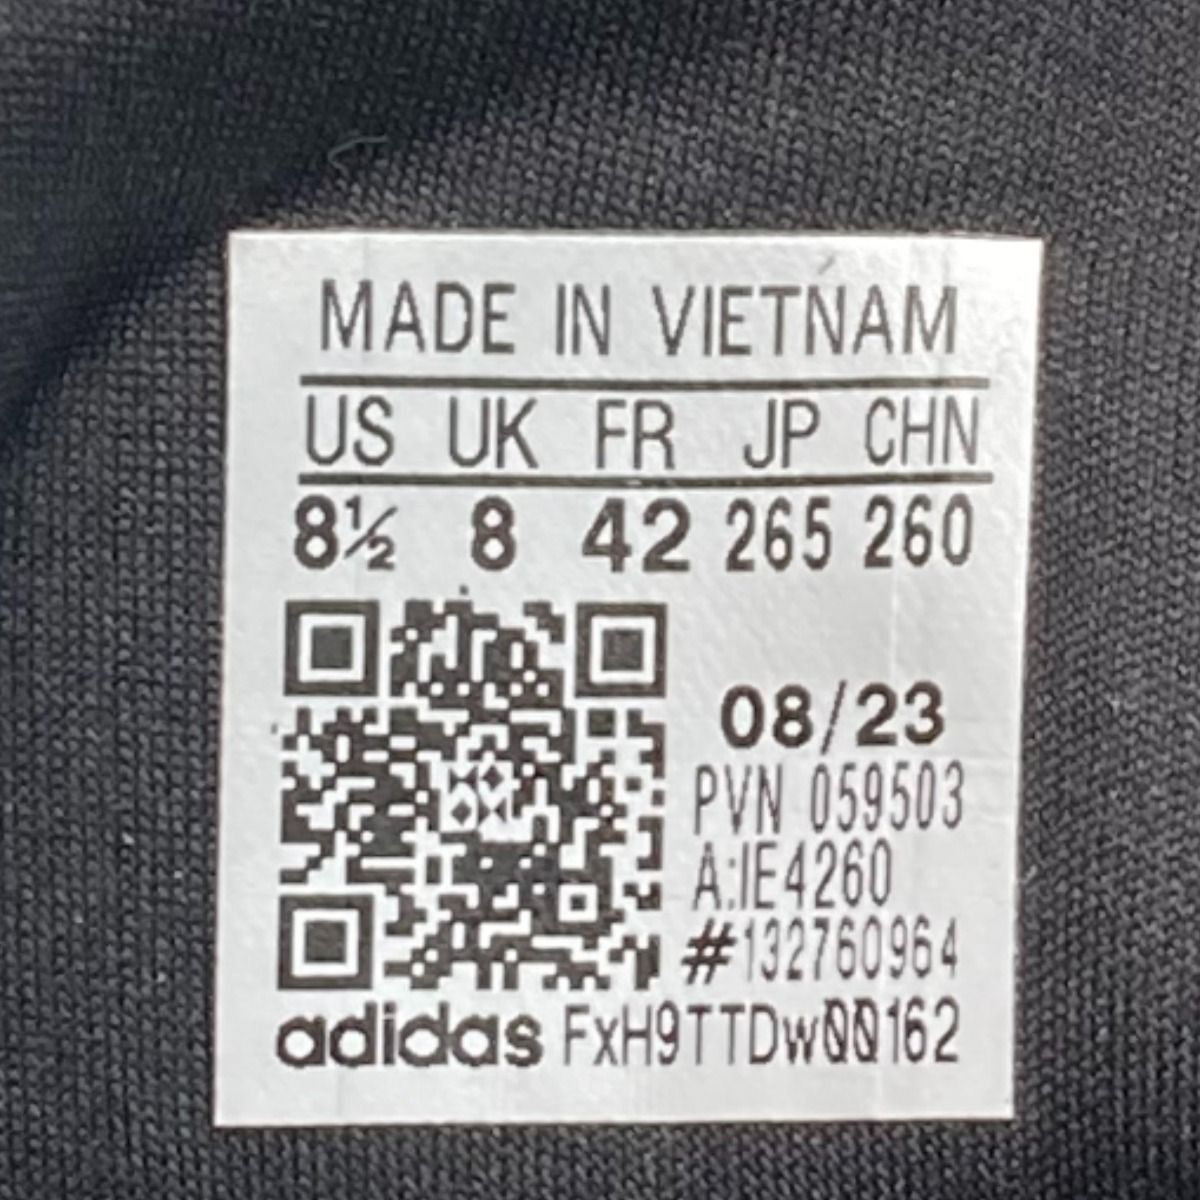 MADE IN VIETNAM
US UK FR JP CHN
8½ 8 42 265 260
08/23
PVN 059503
A:IE4260
#132760964
adidas FxH9TTDw00162